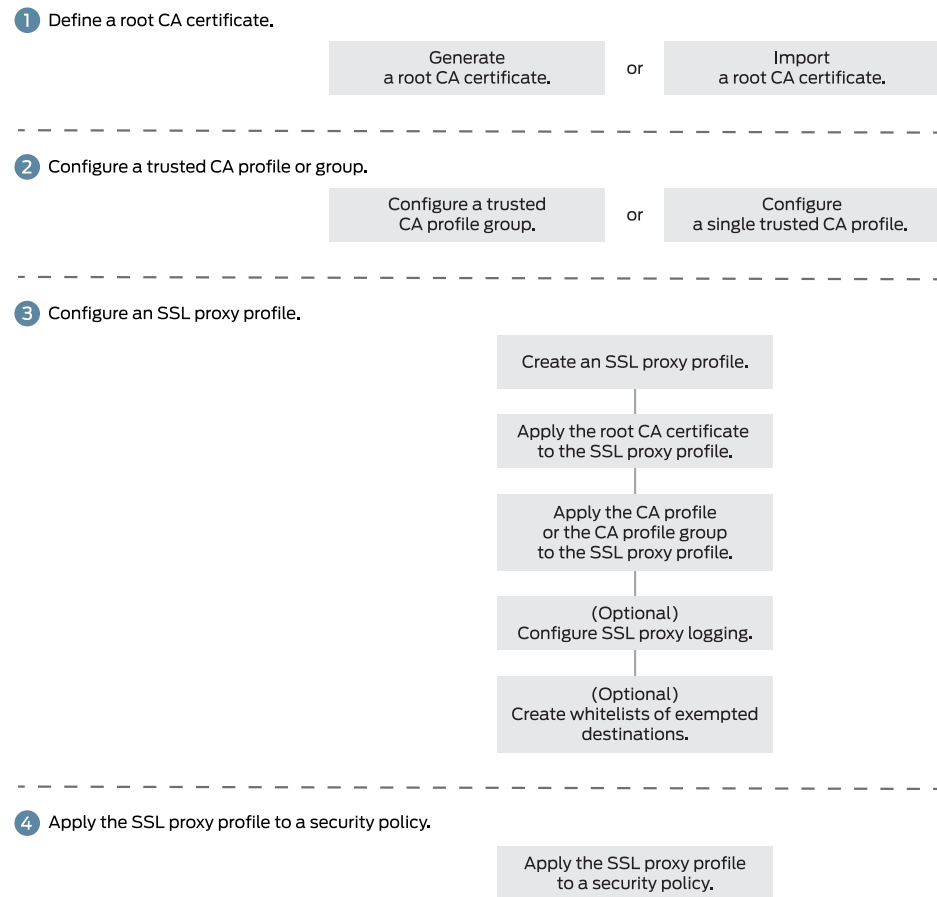 1 Define a root CA certificate.
Generate
a root CA certificate.
or
Import
a root CA certificate.
2 Configure a trusted CA profile or group.
Configure a trusted
CA profile group.
or
Configure
a single trusted CA profile.
3 Configure an SSL proxy profile.
Create an SSL proxy profile.
Apply the root CA certificate
to the SSL proxy profile.
Apply the CA profile
or the CA profile group
to the SSL proxy profile.
(Optional)
Configure SSL proxy logging.
(Optional)
Create whitelists of exempted
destinations.
4 Apply the SSL proxy profile to a security policy.
Apply the SSL proxy profile
to a security policy.